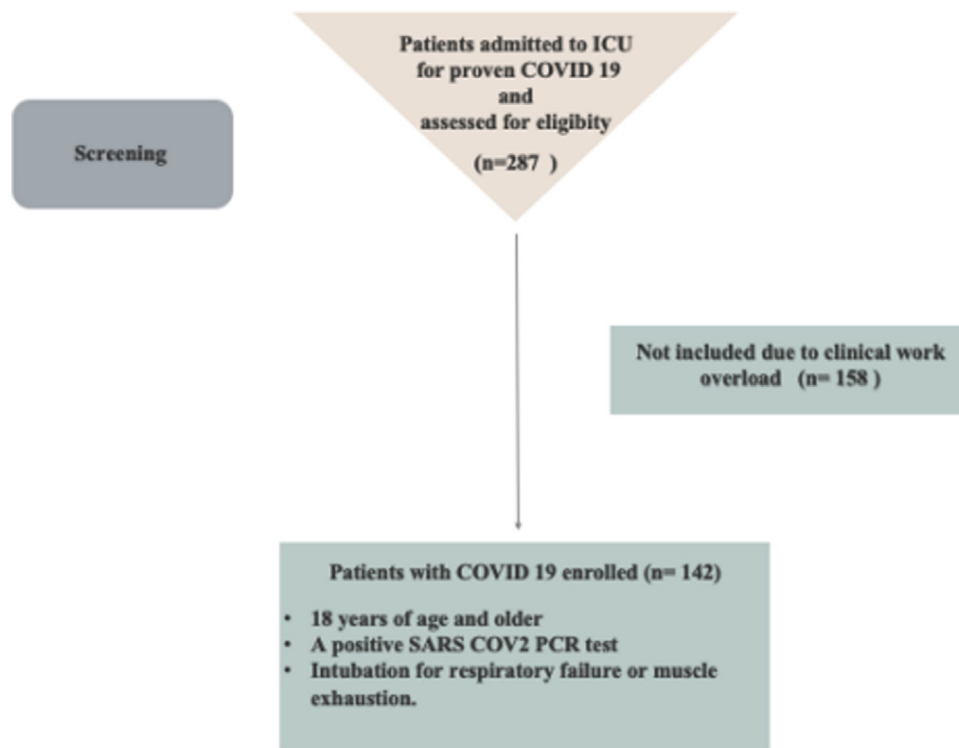 Patients admitted to ICU
for proven COVID 19
and
assessed for eligibity
(n=287 )
Screening
Not included due to clinical work
overload (n= 158 )
Patients with COVID 19 enrolled (n= 142)
• 18 years of age and older
• A positive SARS COV2 PCR test
• Intubation for respiratory failure or muscle
exhaustion.